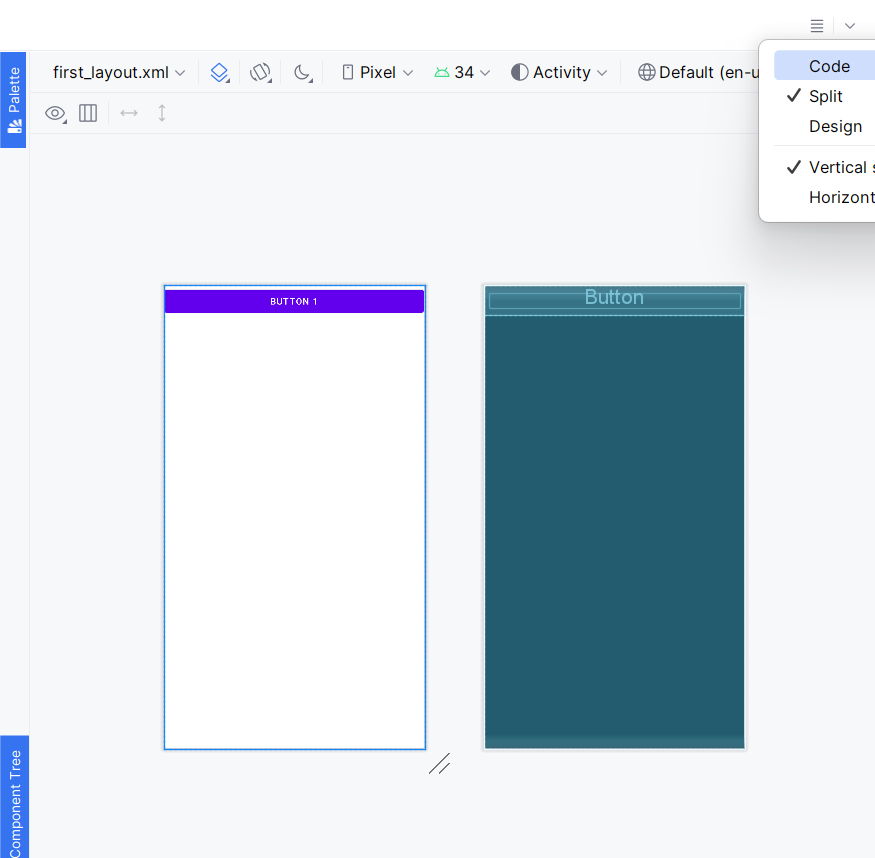 Palette
first_layout.xml
Pixel
34
Activity
Default (en-u
Code
Split
Design
Vertical s
Horizont
BUTTON 1
Button
Component Tree